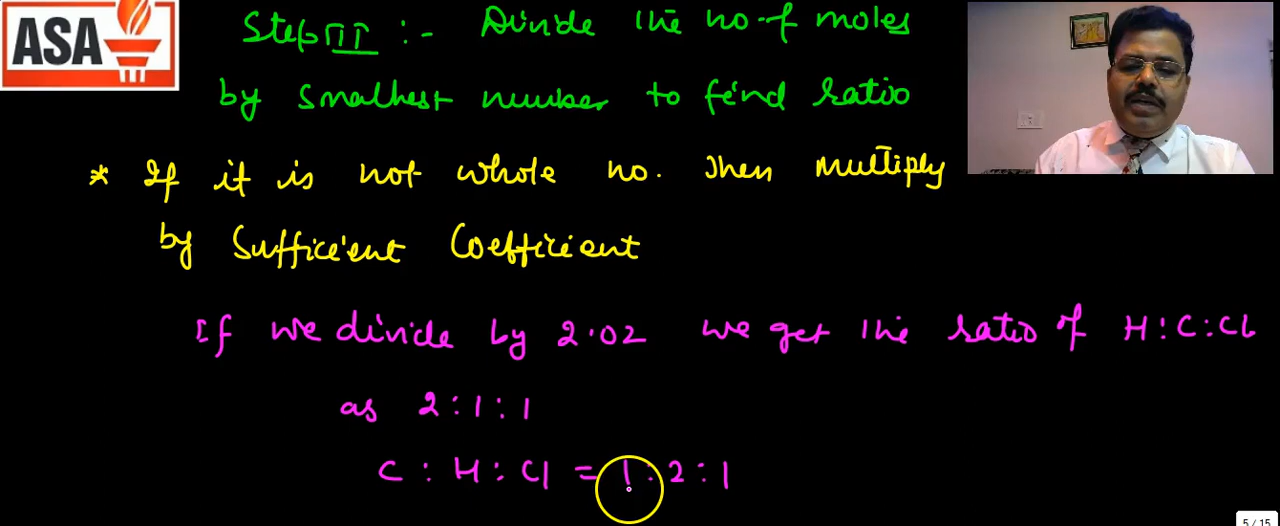 ASA
Step III :- Divide the no. of moles
by smallest number to find ratio
* If it is not whole no. Then multiply
by Sufficient Coefficient
If we divide by 2.02 we get the ratio of H:C:Cl
as 2:1:1
C : H : Cl = 1:2:1
5 / 15